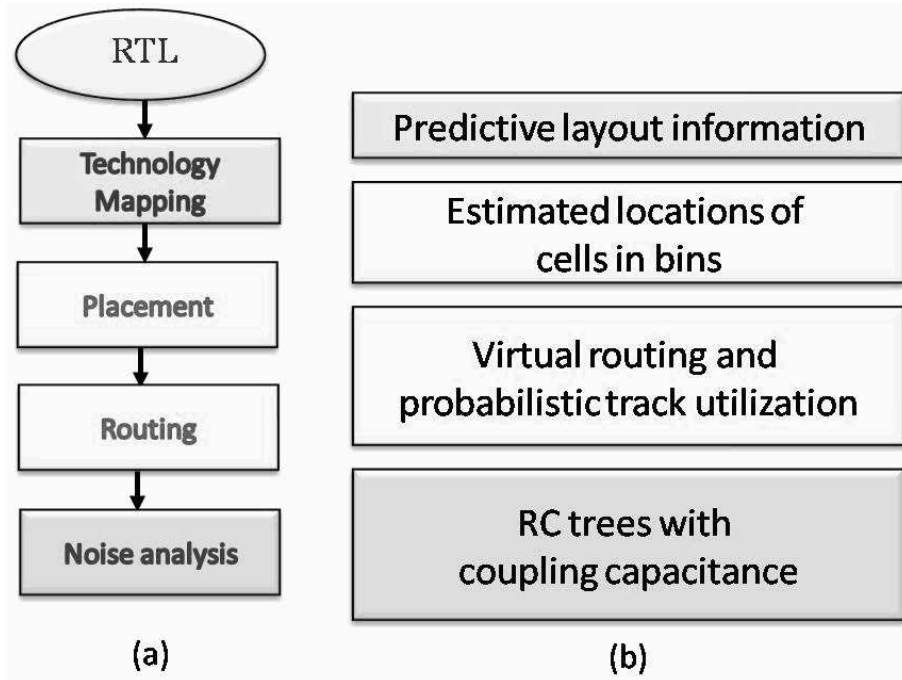 RTL
Technology
Mapping
Placement
Routing
Noise analysis
(a)
Predictive layout information
Estimated locations of
cells in bins
Virtual routing and
probabilistic track utilization
RC trees with
coupling capacitance
(b)